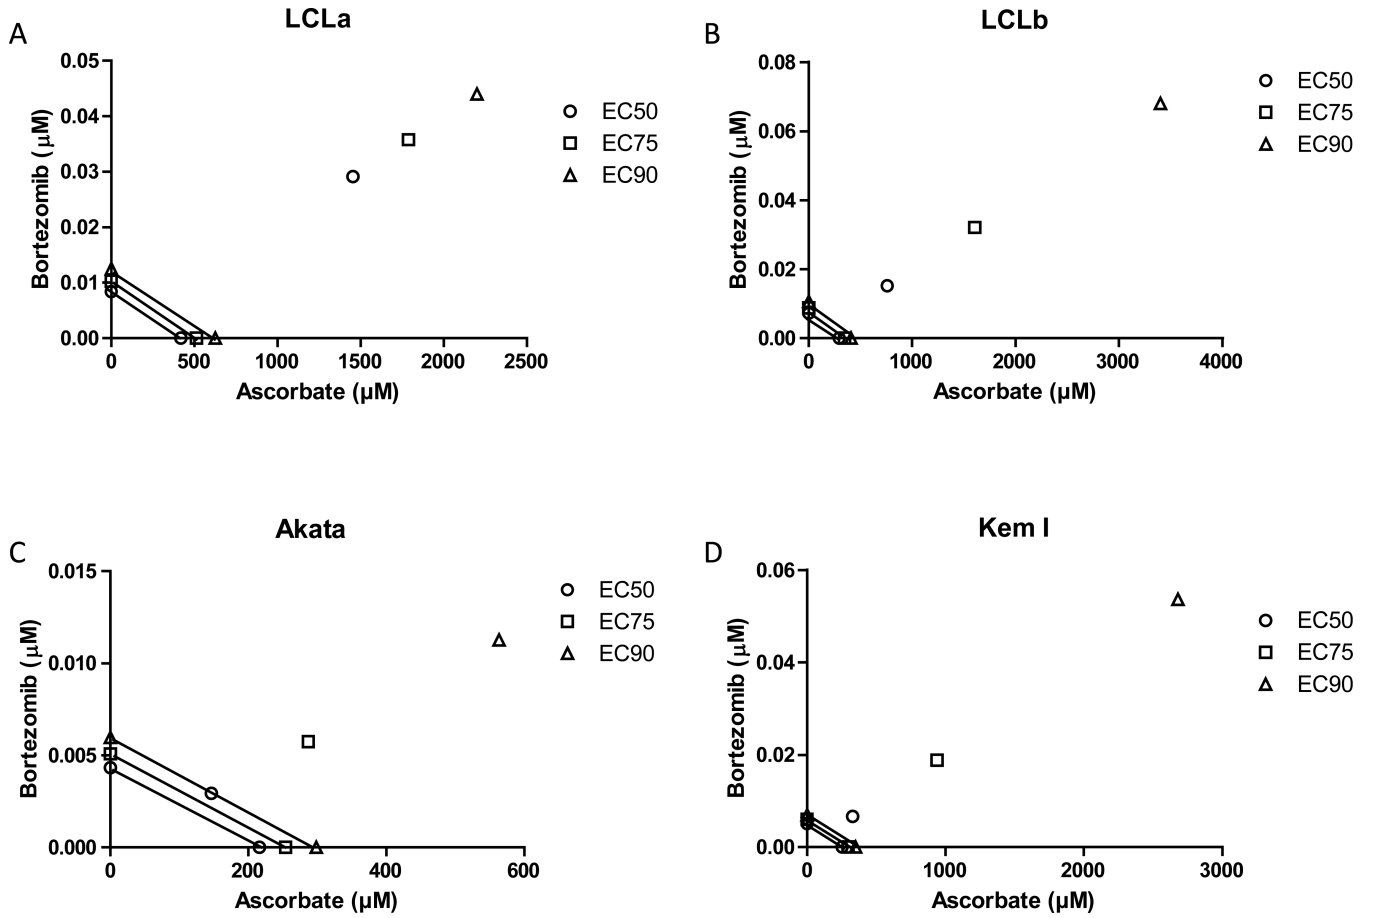 A
LCLa
0.05
0.04
0.03
0.02
0.01
0.00
Bortezomib (μM)
0 500 1000 1500 2000 2500
Ascorbate (μM)
EC50
EC75
EC90
B
LCLb
0.08
0.06
0.04
0.02
0.00
Bortezomib (μM)
0 1000 2000 3000 4000
Ascorbate (μM)
EC50
EC75
EC90
C
Akata
0.015
0.010
0.005
0.000
Bortezomib (μM)
0 200 400 600
Ascorbate (μM)
EC50
EC75
EC90
D
Kem I
0.06
0.04
0.02
0.00
Bortezomib (μM)
0 1000 2000 3000
Ascorbate (μM)
EC50
EC75
EC90